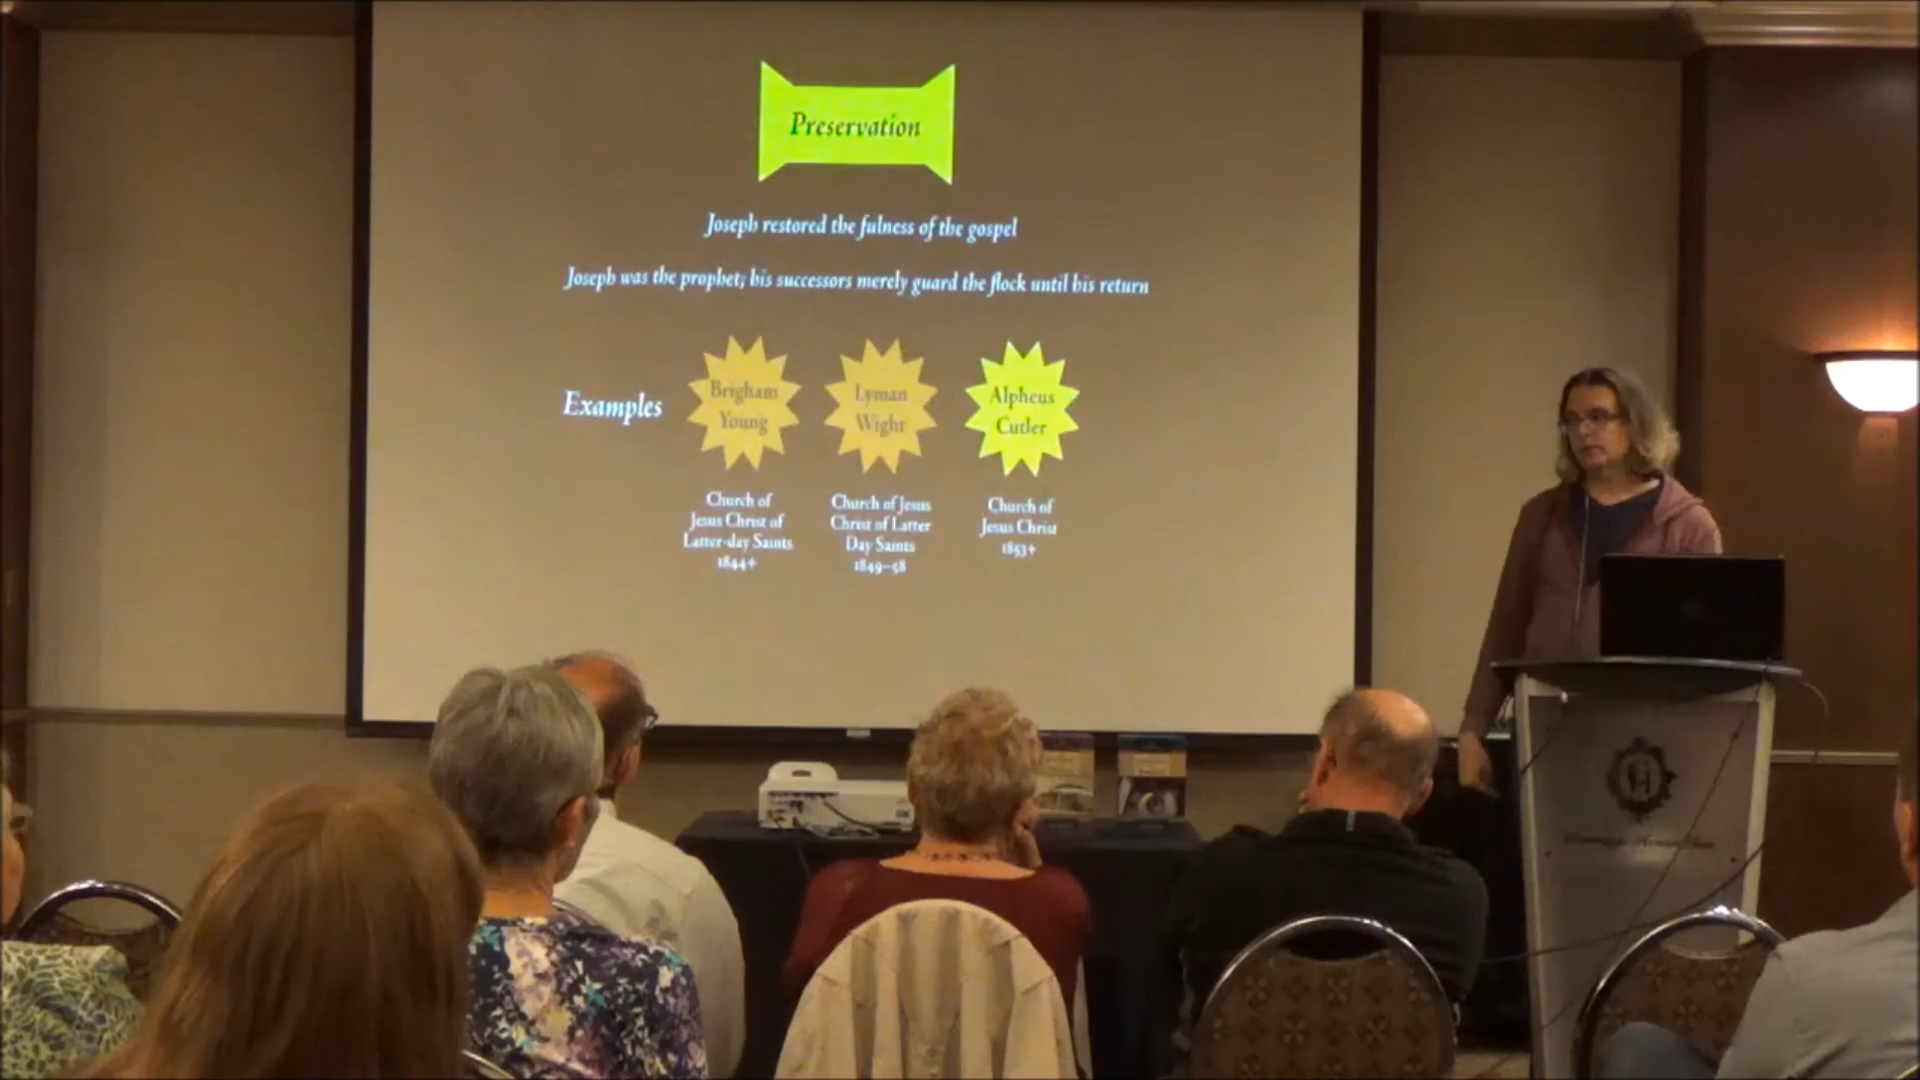 Preservation
Joseph restored the fulness of the gospel
Joseph was the prophet; his successors merely guard the flock until his return
Examples
Brigham
Young
Lyman
Wight
Alpheus
Cutler
Church of
Jesus Christ of
Latter-day Saints
1844+
Church of Jesus
Christ of Latter
Day Saints
1849–58
Church of
Jesus Christ
1853+